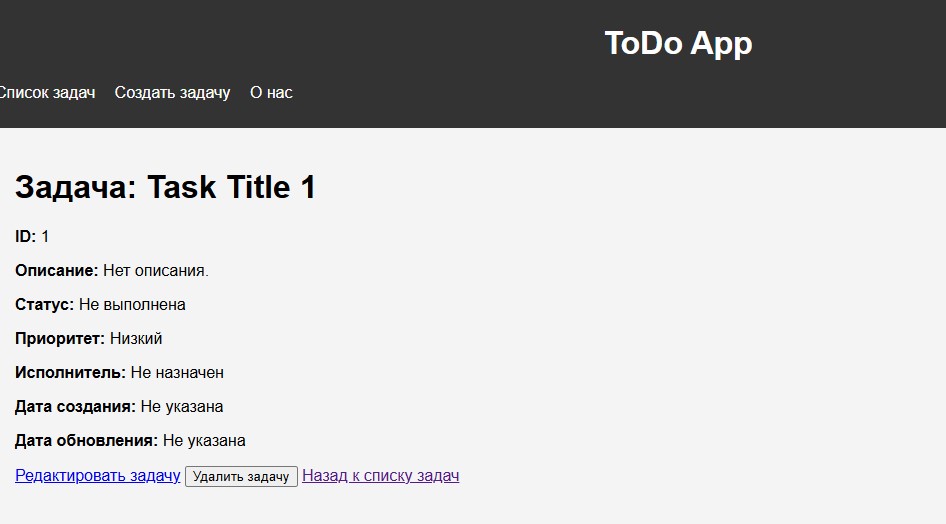 ToDo App
Список задач Создать задачу О нас
Задача: Task Title 1
ID: 1
Описание: Нет описания.
Статус: Не выполнена
Приоритет: Низкий
Исполнитель: Не назначен
Дата создания: Не указана
Дата обновления: Не указана
Редактировать задачу Удалить задачу Назад к списку задач